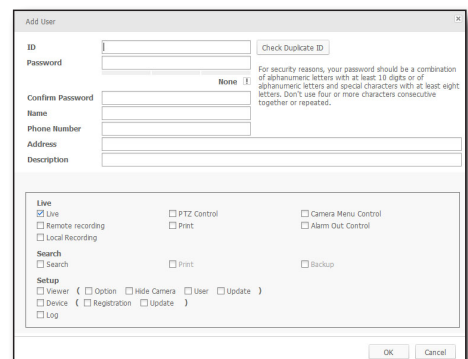 Add User
ID Check Duplicate ID
Password
For security reasons, your password should be a combination
of alphanumeric letters with at least 10 digits or of
None ! alphanumeric letters and special characters with at least eight
Confirm Password letters. Don't use four or more characters consecutive
together or repeated.
Name
Phone Number
Address
Description
Live
Live PTZ Control Camera Menu Control
Remote recording Print Alarm Out Control
Local Recording
Search
Search Print Backup
Setup
Viewer ( Option Hide Camera User Update )
Device ( Registration Update )
Log
OK Cancel